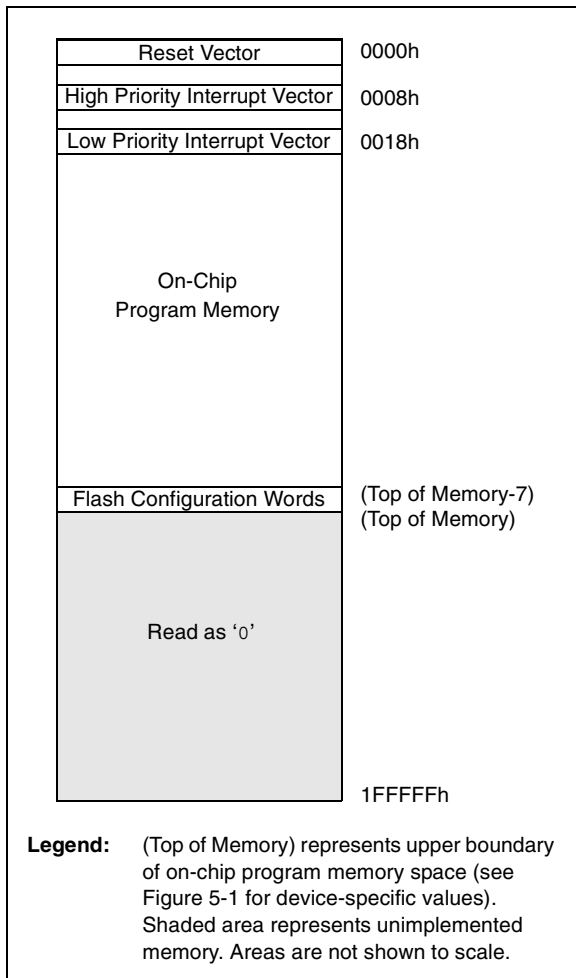 Reset Vector 0000h
High Priority Interrupt Vector 0008h
Low Priority Interrupt Vector 0018h
On-Chip
Program Memory
Flash Configuration Words (Top of Memory-7)
(Top of Memory)
Read as ‘0’
1FFFFFh
Legend: (Top of Memory) represents upper boundary
of on-chip program memory space (see
Figure 5-1 for device-specific values).
Shaded area represents unimplemented
memory. Areas are not shown to scale.